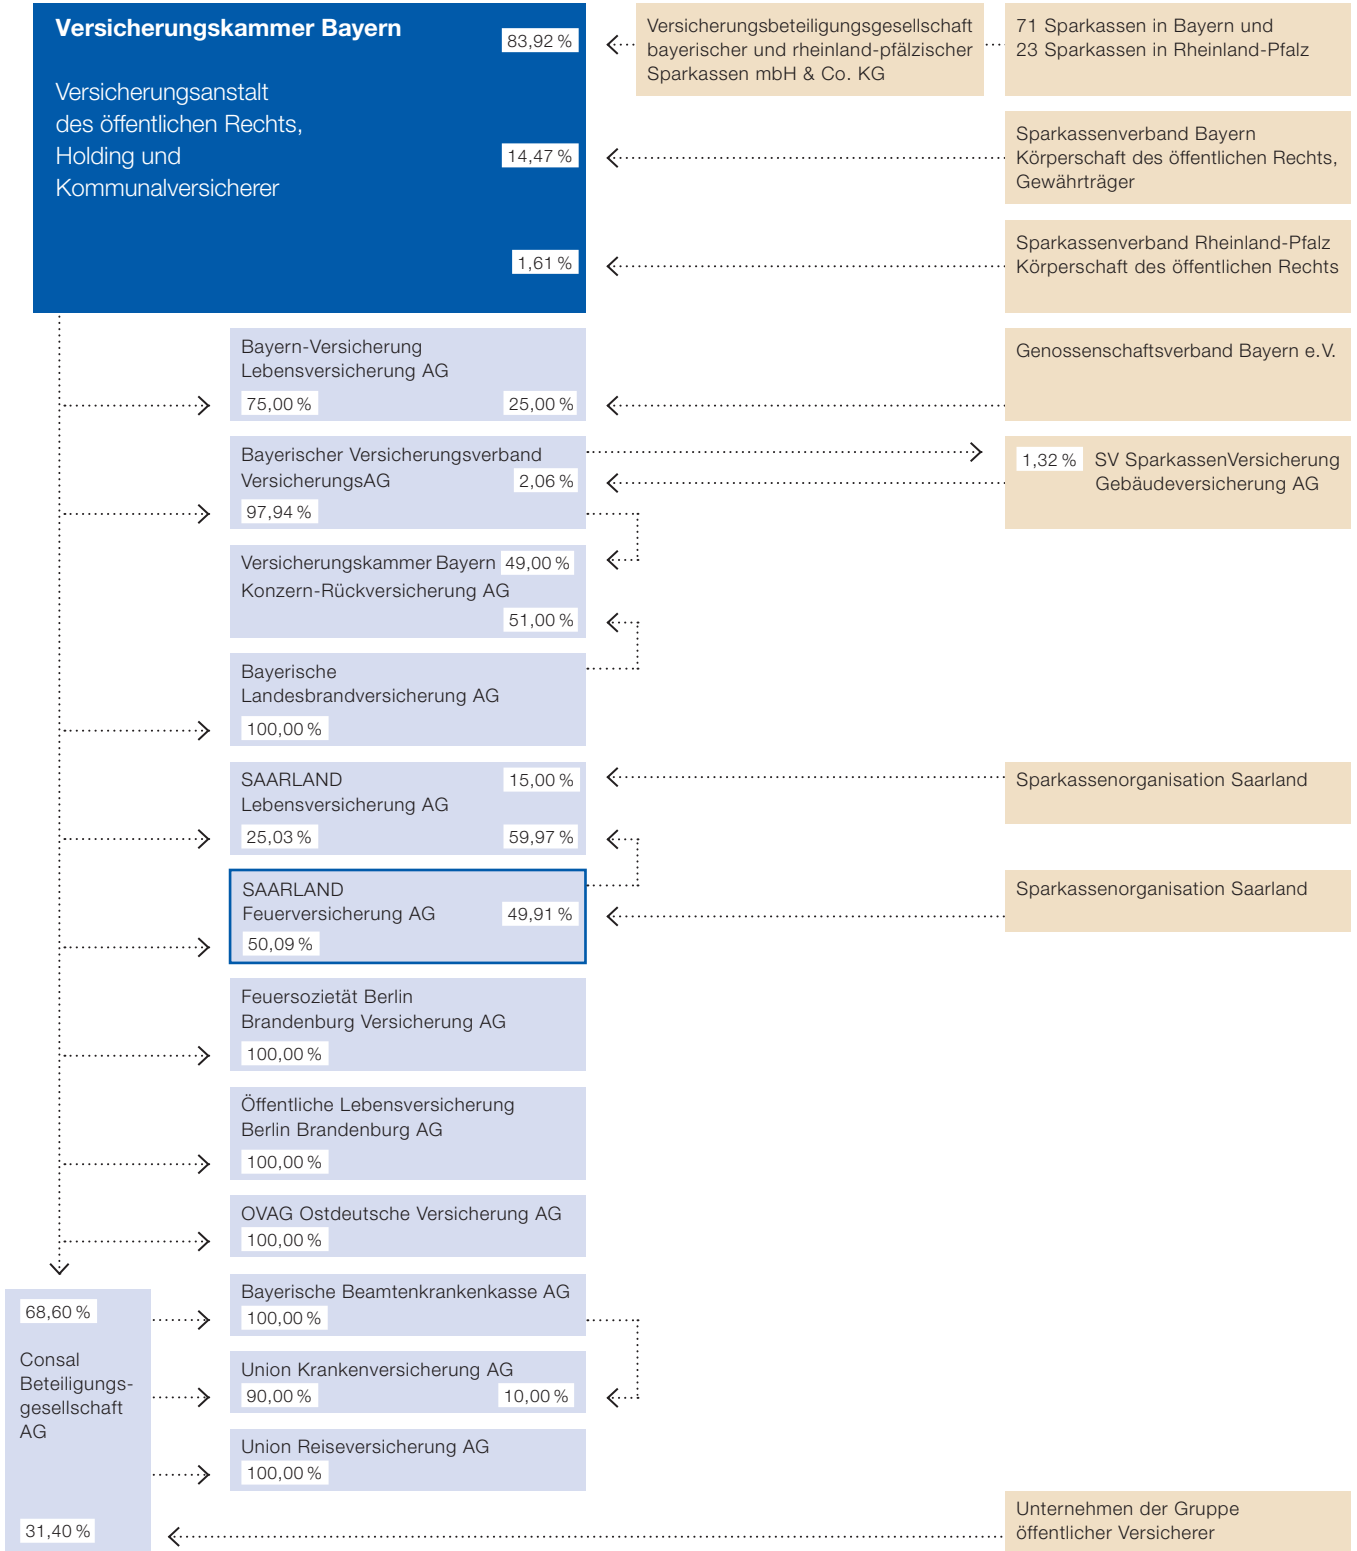 Versicherungskammer Bayern
83,92 %
Versicherungsanstalt
des öffentlichen Rechts,
Holding und
Kommunalversicherer
14,47 %
1,61 %
Versicherungsbeteiligungsgesellschaft
bayerischer und rheinland-pfälzischer
Sparkassen mbH & Co. KG
71 Sparkassen in Bayern und
23 Sparkassen in Rheinland-Pfalz
Sparkassenverband Bayern
Körperschaft des öffentlichen Rechts,
Gewährträger
Sparkassenverband Rheinland-Pfalz
Körperschaft des öffentlichen Rechts
Bayern-Versicherung
Lebensversicherung AG
75,00 % 25,00 %
Genossenschaftsverband Bayern e.V.
Bayerischer Versicherungsverband
VersicherungsAG 2,06 %
97,94 %
1,32 % SV SparkassenVersicherung
Gebäudeversicherung AG
Versicherungskammer Bayern 49,00 %
Konzern-Rückversicherung AG
51,00 %
Bayerische
Landesbrandversicherung AG
100,00 %
SAARLAND 15,00 %
Lebensversicherung AG
25,03 % 59,97 %
Sparkassenorganisation Saarland
SAARLAND
Feuerversicherung AG 49,91 %
50,09 %
Sparkassenorganisation Saarland
Feuersozietät Berlin
Brandenburg Versicherung AG
100,00 %
Öffentliche Lebensversicherung
Berlin Brandenburg AG
100,00 %
OVAG Ostdeutsche Versicherung AG
100,00 %
68,60 %
Consal
Beteiligungs-
gesellschaft
AG
31,40 %
Bayerische Beamtenkrankenkasse AG
100,00 %
Union Krankenversicherung AG
90,00 % 10,00 %
Union Reiseversicherung AG
100,00 %
Unternehmen der Gruppe
öffentlicher Versicherer